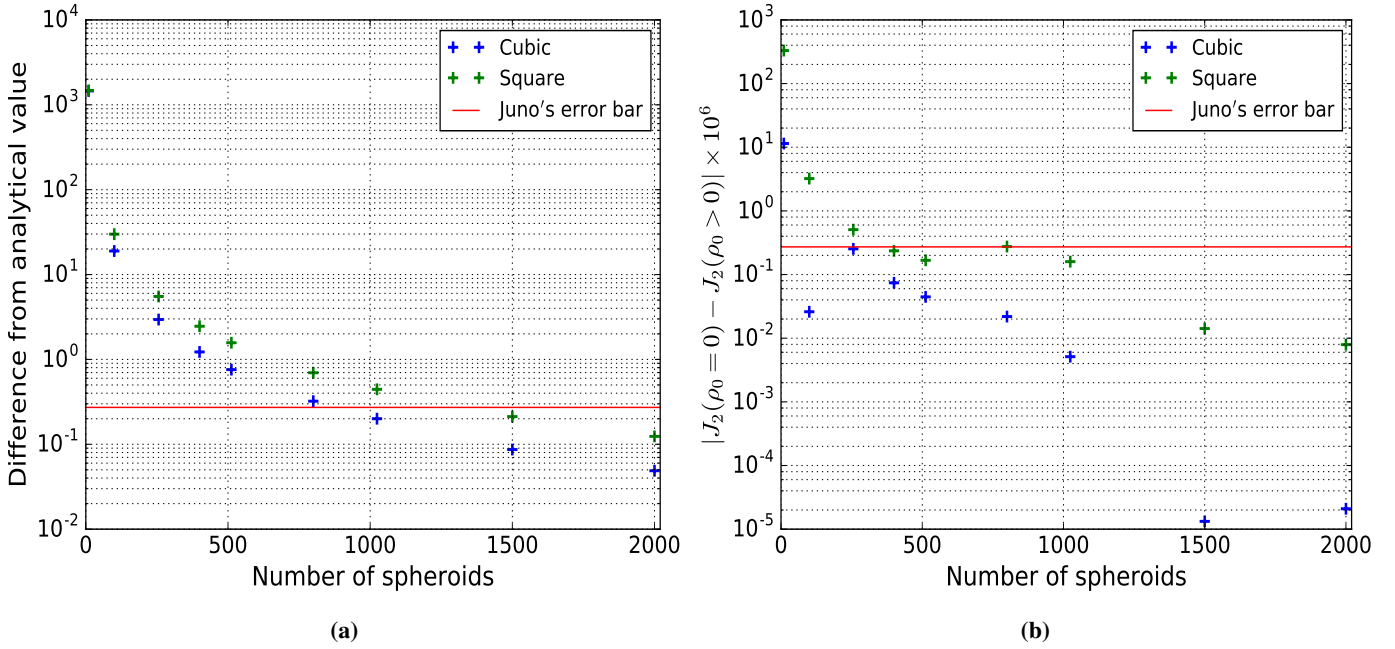 10^4
10^3
10^2
10^1
10^0
10^-1
10^-2
Difference from analytical value
Cubic
Square
Juno's error bar
0
500
1000
1500
2000
Number of spheroids
(a)
10^3
10^2
10^1
10^0
10^-1
10^-2
10^-3
10^-4
10^-5
|J_2(ρ_0 = 0) − J_2(ρ_0 > 0)| × 10^6
Cubic
Square
Juno's error bar
0
500
1000
1500
2000
Number of spheroids
(b)